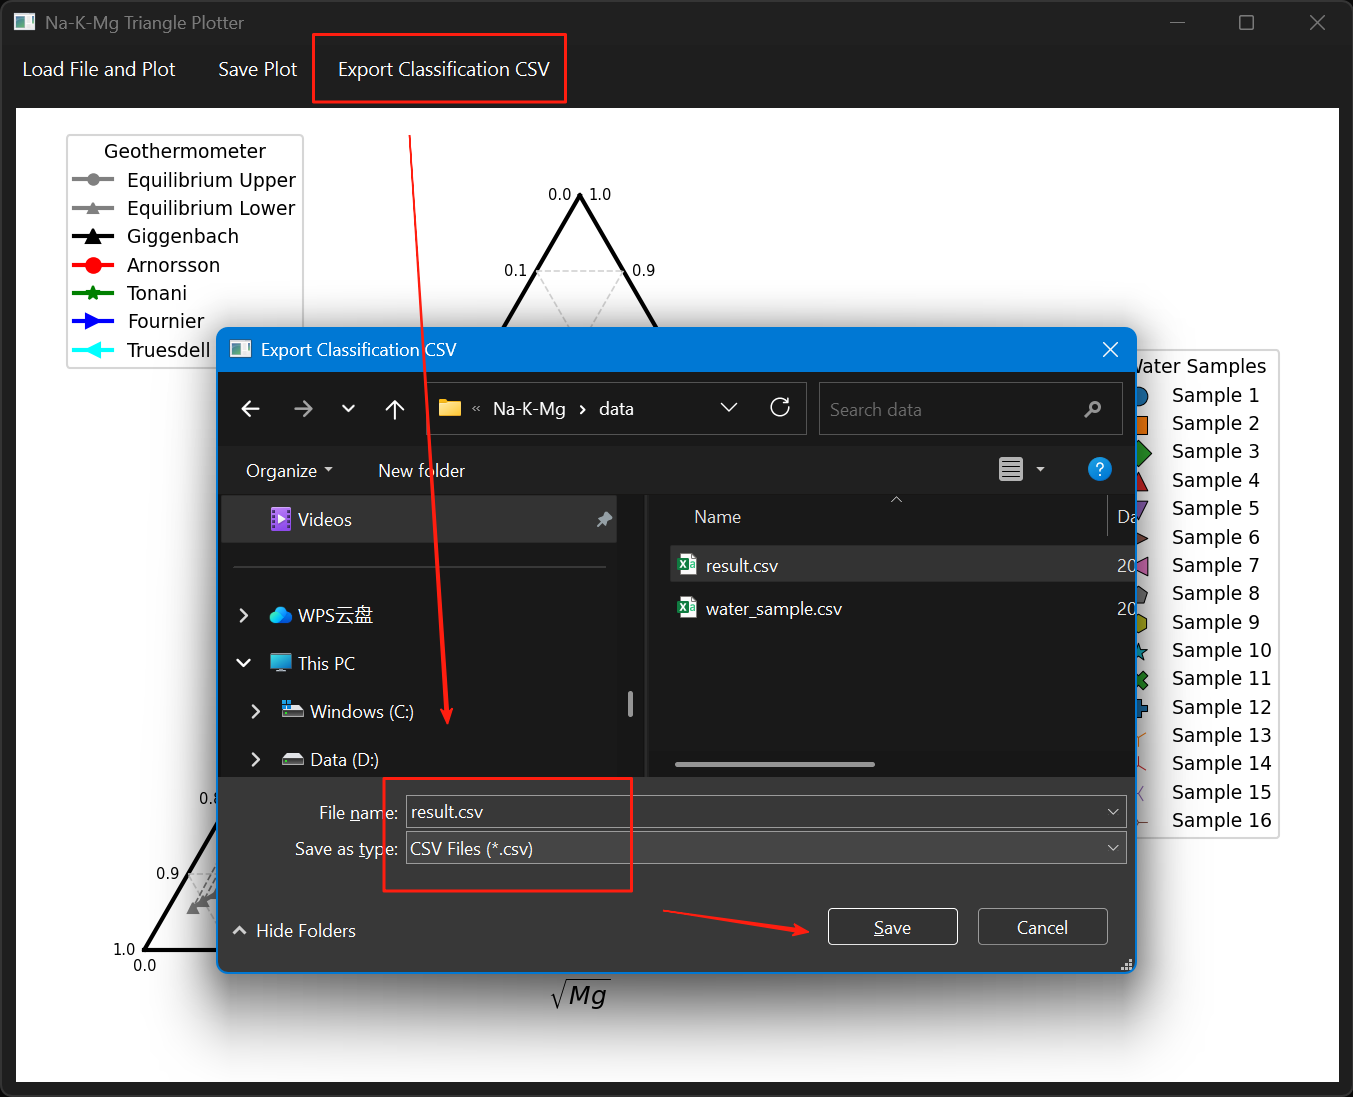 Na-K-Mg Triangle Plotter
Load File and Plot Save Plot Export Classification CSV
Geothermometer
Equilibrium Upper
Equilibrium Lower
Giggenbach
Arnorsson
Tonani
Fournier
Truesdell
0.0 1.0
0.1 0.9
Export Classification CSV
« Na-K-Mg › data
Search data
Organize New folder
Videos
WPS云盘
This PC
Windows (C:)
Data (D:)
Name
result.csv 20
water_sample.csv 20
File name: result.csv
Save as type: CSV Files (*.csv)
Hide Folders
Save Cancel
Water Samples
Sample 1
Sample 2
Sample 3
Sample 4
Sample 5
Sample 6
Sample 7
Sample 8
Sample 9
Sample 10
Sample 11
Sample 12
Sample 13
Sample 14
Sample 15
Sample 16
0.9
1.0
0.0
√Mg